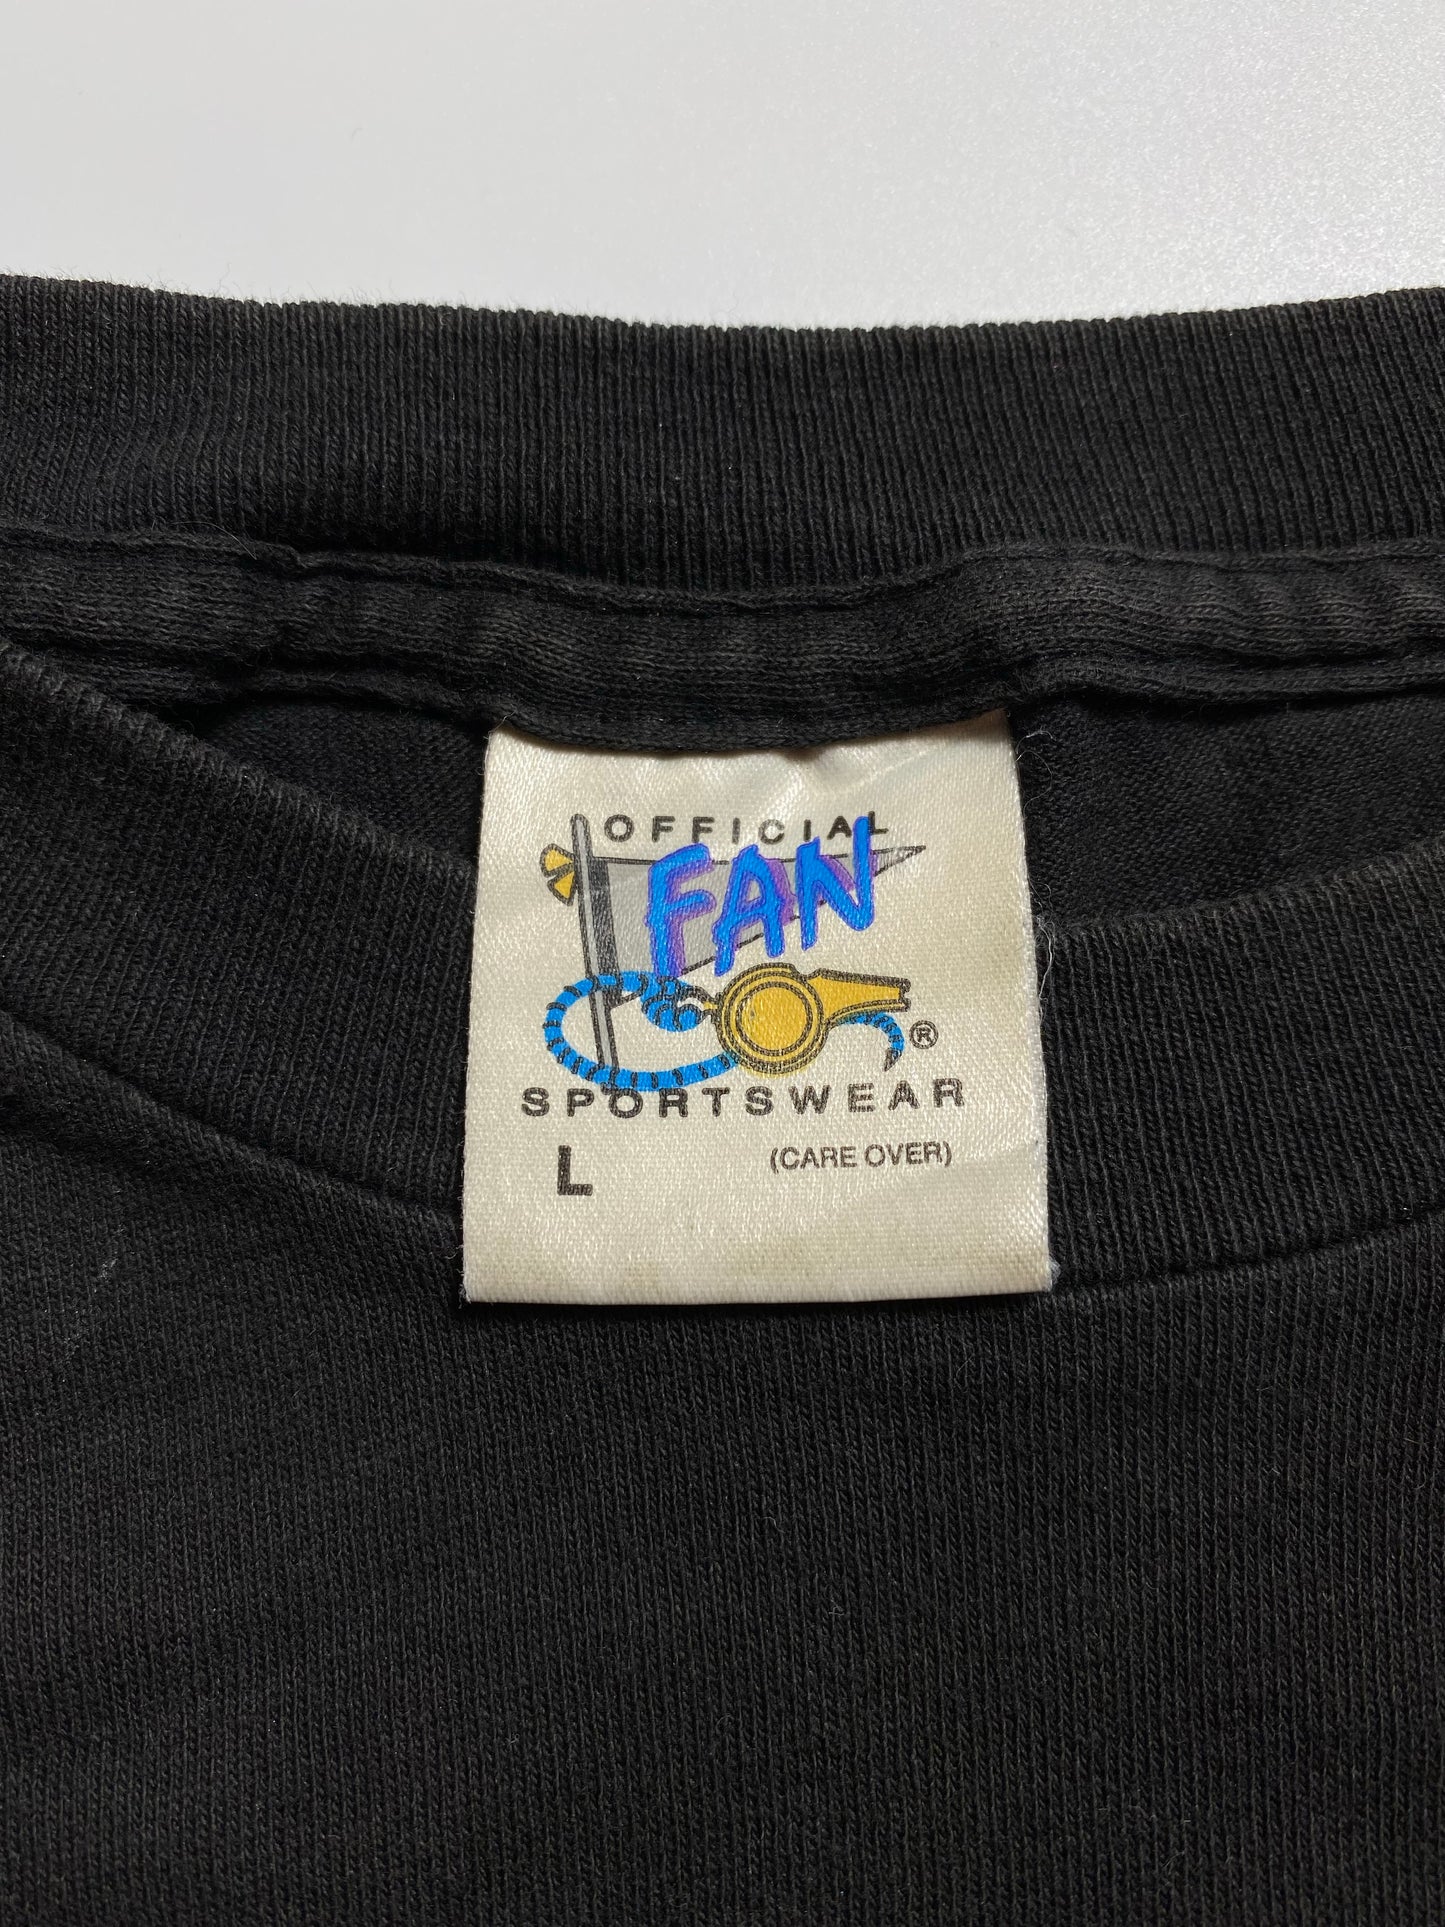 OFFICIAL
FAN
®
SPORTSWEAR
L (CARE OVER)